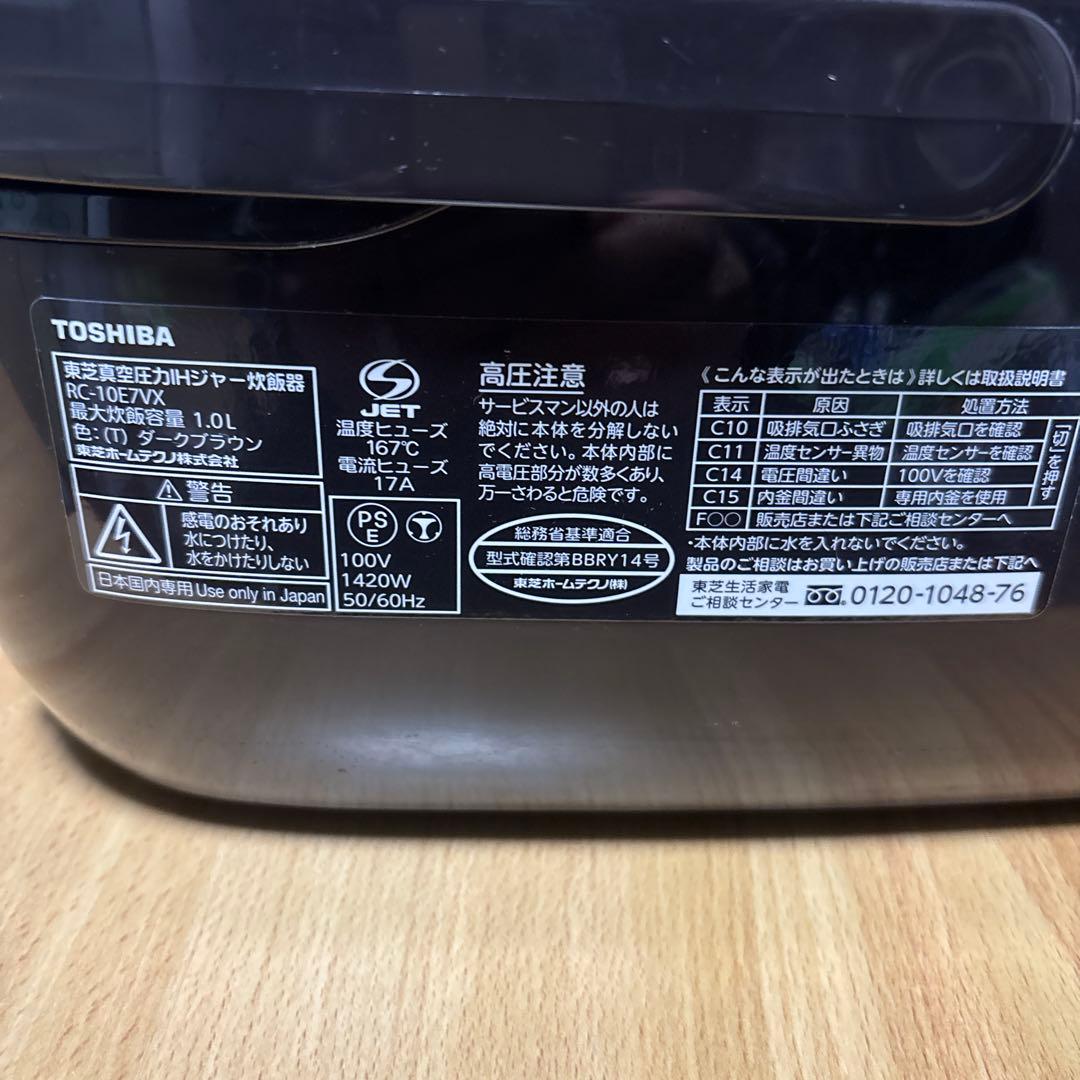 TOSHIBA
東芝真空圧力IHジャー炊飯器
RC-10E7VX
最大炊飯容量 1.0L
色:(T) ダークブラウン
東芝ホームテクノ株式会社
警告
感電のおそれあり
水につけたり、
水をかけたりしない
日本国内専用 Use only in Japan
S
JET
温度ヒューズ
167℃
電流ヒューズ
17A
PS
E
100V
1420W
50/60Hz
高圧注意
サービスマン以外の人は
絶対に本体を分解しない
でください。本体内部に
高電圧部分が数多くあり、
万一さわると危険です。
総務省基準適合
型式確認第BBRY14号
東芝ホームテクノ(株)
《こんな表示が出たときは》詳しくは取扱説明書
表示 原因 処置方法
C10 吸排気口ふさぎ 吸排気口を確認
C11 温度センサー異物 温度センサーを確認
C14 電圧間違い 100Vを確認
C15 内釜間違い 専用内釜を使用
「切」を押す
F○○ 販売店または下記ご相談センターへ
・本体内部に水を入れないでください。
製品のご相談はお買い上げの販売店または下記へ
東芝生活家電
ご相談センター 0120-1048-76